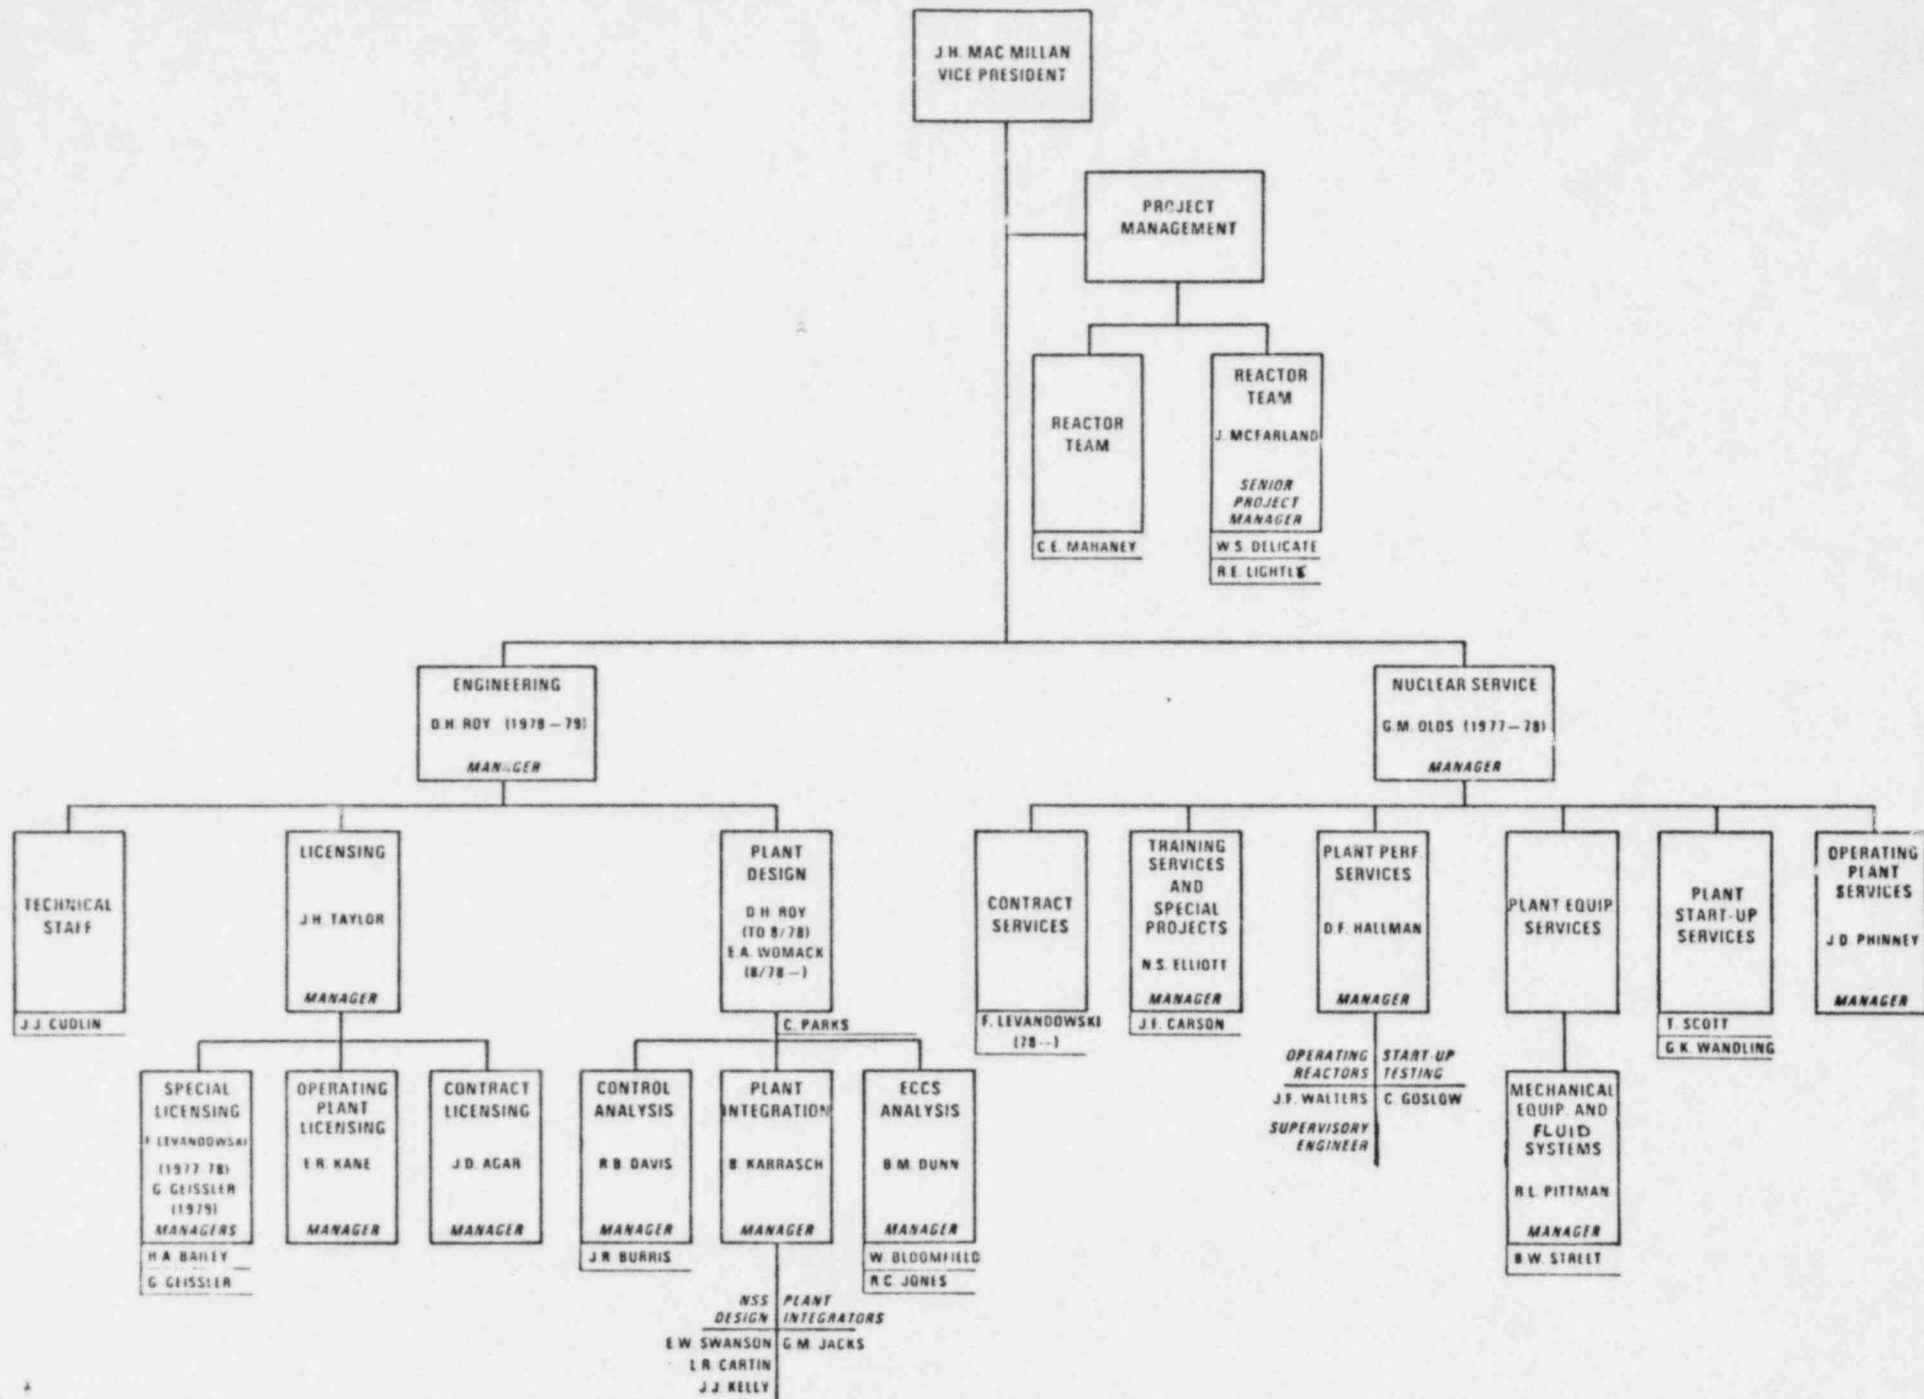 J.H. MAC MILLAN
VICE PRESIDENT
PROJECT
MANAGEMENT
REACTOR
TEAM
C.E. MAHANEY
REACTOR
TEAM
J. MCFARLAND
SENIOR
PROJECT
MANAGER
W.S. DELICATE
R.E. LIGHTLE
ENGINEERING
D.H. ROY (1978-79)
MANAGER
NUCLEAR SERVICE
G.M. OLDS (1977-78)
MANAGER
TECHNICAL
STAFF
J.J. CUDLIN
LICENSING
J.H. TAYLOR
MANAGER
PLANT
DESIGN
D.H. ROY
(TO 8/78)
E.A. WOMACK
(8/78-)
C. PARKS
CONTRACT
SERVICES
F. LEVANDOWSKI
(78--)
TRAINING
SERVICES
AND
SPECIAL
PROJECTS
N.S. ELLIOTT
MANAGER
J.F. CARSON
PLANT PERF.
SERVICES
D.F. HALLMAN
MANAGER
OPERATING
REACTORS
J.F. WALTERS
SUPERVISORY
ENGINEER
START-UP
TESTING
C. GOSLOW
PLANT EQUIP
SERVICES
PLANT
START-UP
SERVICES
T. SCOTT
G.K. WANDLING
OPERATING
PLANT
SERVICES
J.D. PHINNEY
MANAGER
SPECIAL
LICENSING
F LEVANDOWSKI
(1977 78)
G GEISSLER
(1979)
MANAGERS
H A BAILEY
G GEISSLER
OPERATING
PLANT
LICENSING
E.R. KANE
MANAGER
CONTRACT
LICENSING
J.D. AGAR
MANAGER
CONTROL
ANALYSIS
R B. DAVIS
MANAGER
J.R BURRIS
PLANT
INTEGRATION
B. KARRASCH
MANAGER
NSS
DESIGN
E.W. SWANSON
L R. CARTIN
J J. KELLY
PLANT
INTEGRATORS
G.M. JACKS
ECCS
ANALYSIS
B.M. DUNN
MANAGER
W. BLOOMFIELD
R.C. JONES
MECHANICAL
EQUIP. AND
FLUID
SYSTEMS
R.L. PITTMAN
MANAGER
B W. STREET